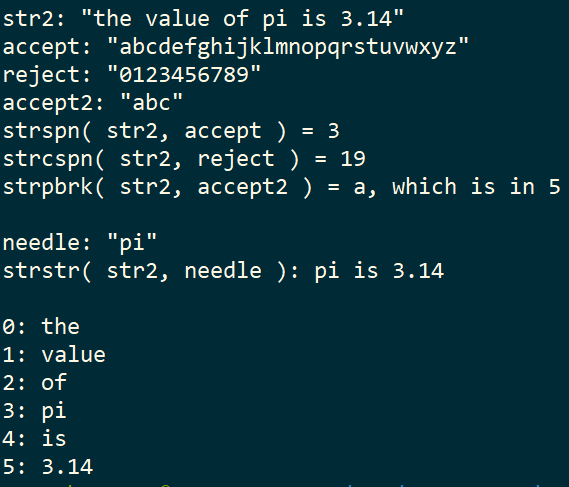 str2: "the value of pi is 3.14"
accept: "abcdefghijklmnopqrstuvwxyz"
reject: "0123456789"
accept2: "abc"
strspn( str2, accept ) = 3
strcspn( str2, reject ) = 19
strpbrk( str2, accept2 ) = a, which is in 5

needle: "pi"
strstr( str2, needle ): pi is 3.14

0: the
1: value
2: of
3: pi
4: is
5: 3.14